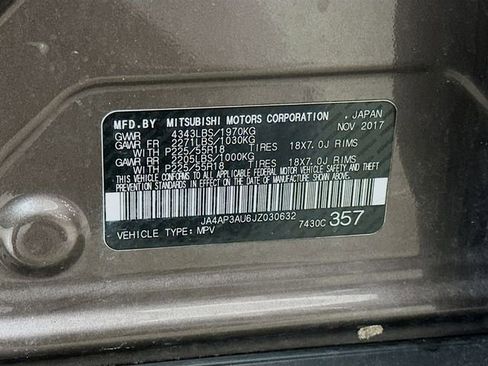 MFD.BY MITSUBISHI MOTORS CORPORATION , JAPAN
GVWR 4343LBS/1970KG NOV 2017
GAWR FR 2271LBS/1030KG
WITH P225/55R18 TIRES 18X7.0J RIMS
GAWR RR 2205LBS/1000KG
WITH P225/55R18 TIRES 18X7.0J RIMS
THIS VEHICLE CONFORMS TO ALL APPLICABLE
FEDERAL MOTOR VEHICLE SAFETY AND THEFT
PREVENTION STANDARDS IN EFFECT ON THE DATE
OF MANUFACTURE SHOWN ABOVE.
JA4AP3AU6JZ030632 7430C 357
VEHICLE TYPE: MPV